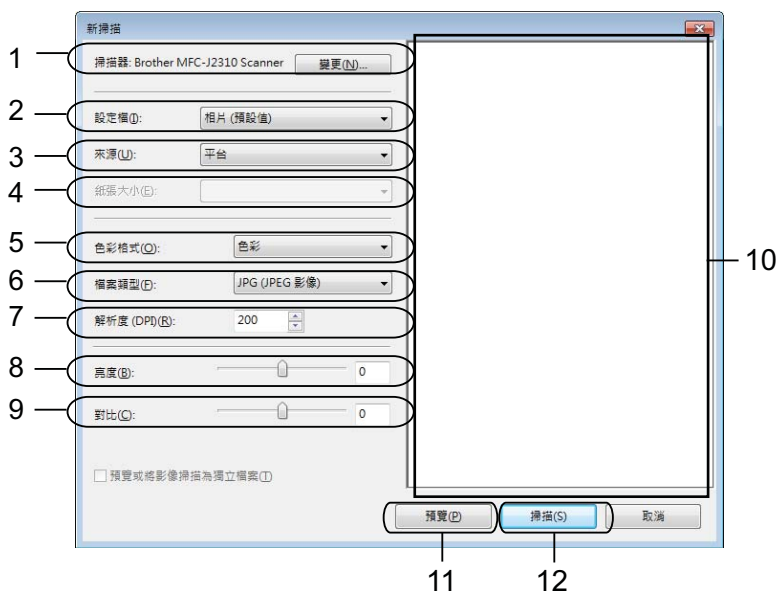 新掃描
1 掃描器: Brother MFC-J2310 Scanner 變更(N)...
2 設定檔(I): 相片 (預設值)
3 來源(U): 平台
4 紙張大小(E):
5 色彩格式(O): 色彩
6 檔案類型(F): JPG (JPEG 影像)
7 解析度 (DPI)(R): 200
8 亮度(B): 0
9 對比(C): 0
10
預覽或將影像掃描為獨立檔案(T)
預覽(P) 掃描(S) 取消
11 12